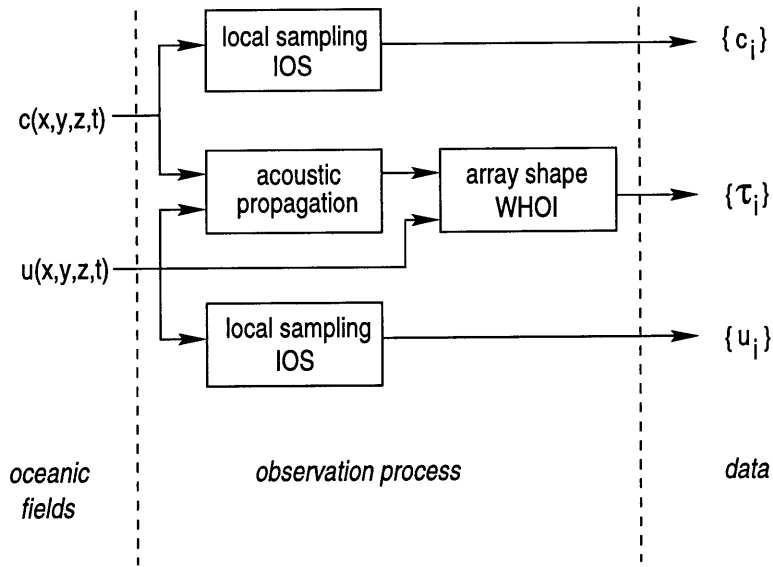 local sampling
IOS
{ c_i }
c(x,y,z,t)
acoustic
propagation
array shape
WHOI
{ τ_i }
u(x,y,z,t)
local sampling
IOS
{ u_i }
oceanic
fields
observation process
data